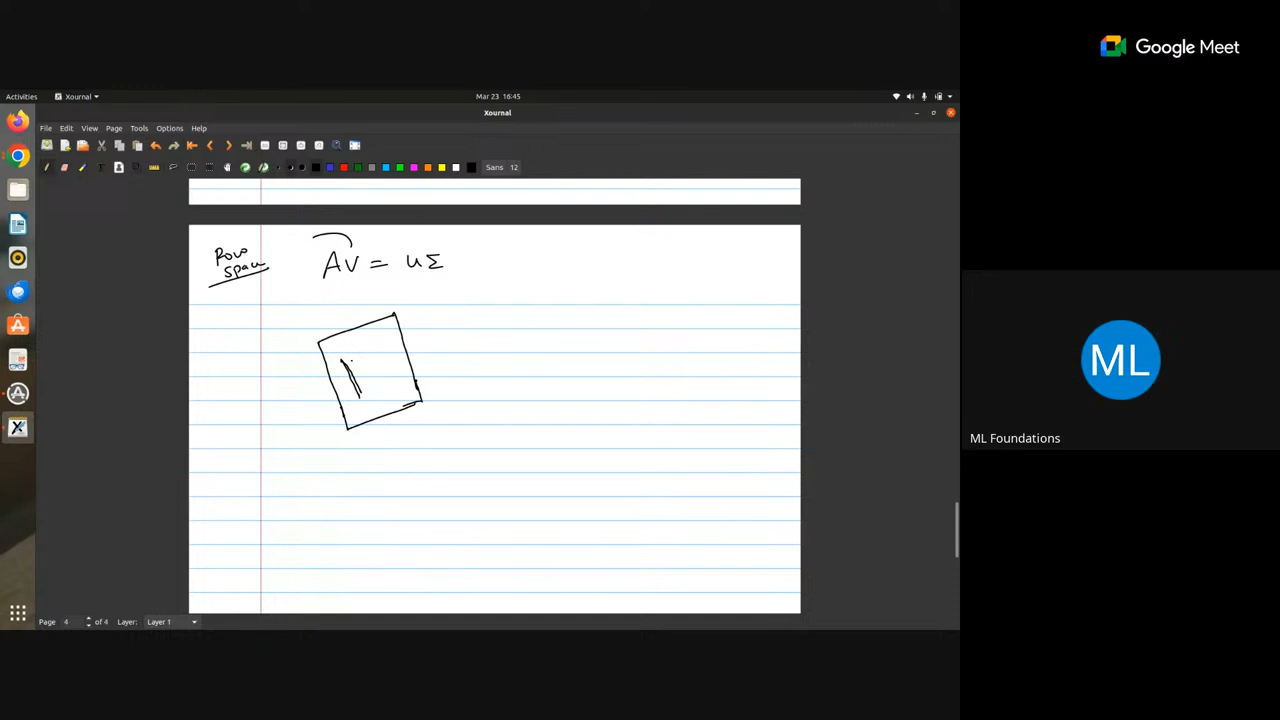 Google Meet
Activities Xournal Mar 23 16:45
Xournal
File Edit View Page Tools Options Help
Sans 12
Row AV = uΣ
space
ML
ML Foundations
Page 4 of 4 Layer: Layer 1